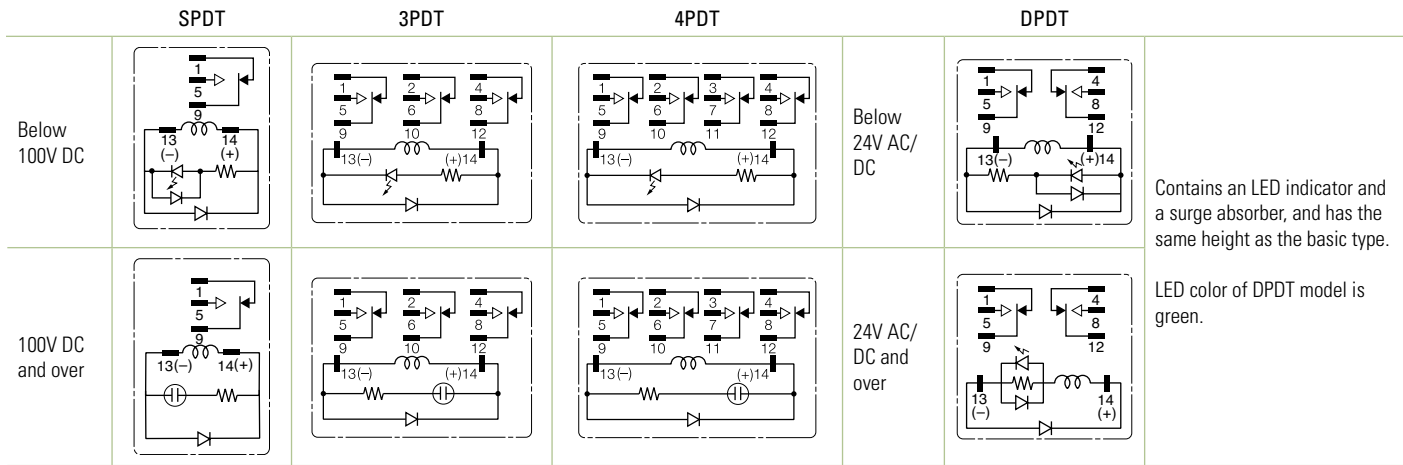 SPDT 3PDT 4PDT DPDT
Below
100V DC
1
5
9
13
(–)
14
(+)
1 2 4
5 6 8
9 10 12
13(–) (+)14
1 2 3 4
5 6 7 8
9 10 11 12
13(–) (+)14
Below
24V AC/
DC
1 4
5 8
9 12
13(–) (+)14
Contains an LED indicator and
a surge absorber, and has the
same height as the basic type.
LED color of DPDT model is
green.
100V DC
and over
1
5
9
13(–) 14(+)
1 2 4
5 6 8
9 10 12
13(–) (+)14
1 2 3 4
5 6 7 8
9 10 11 12
13(–) (+)14
24V AC/
DC and
over
1 4
5 8
9 12
13
(–)
14
(+)